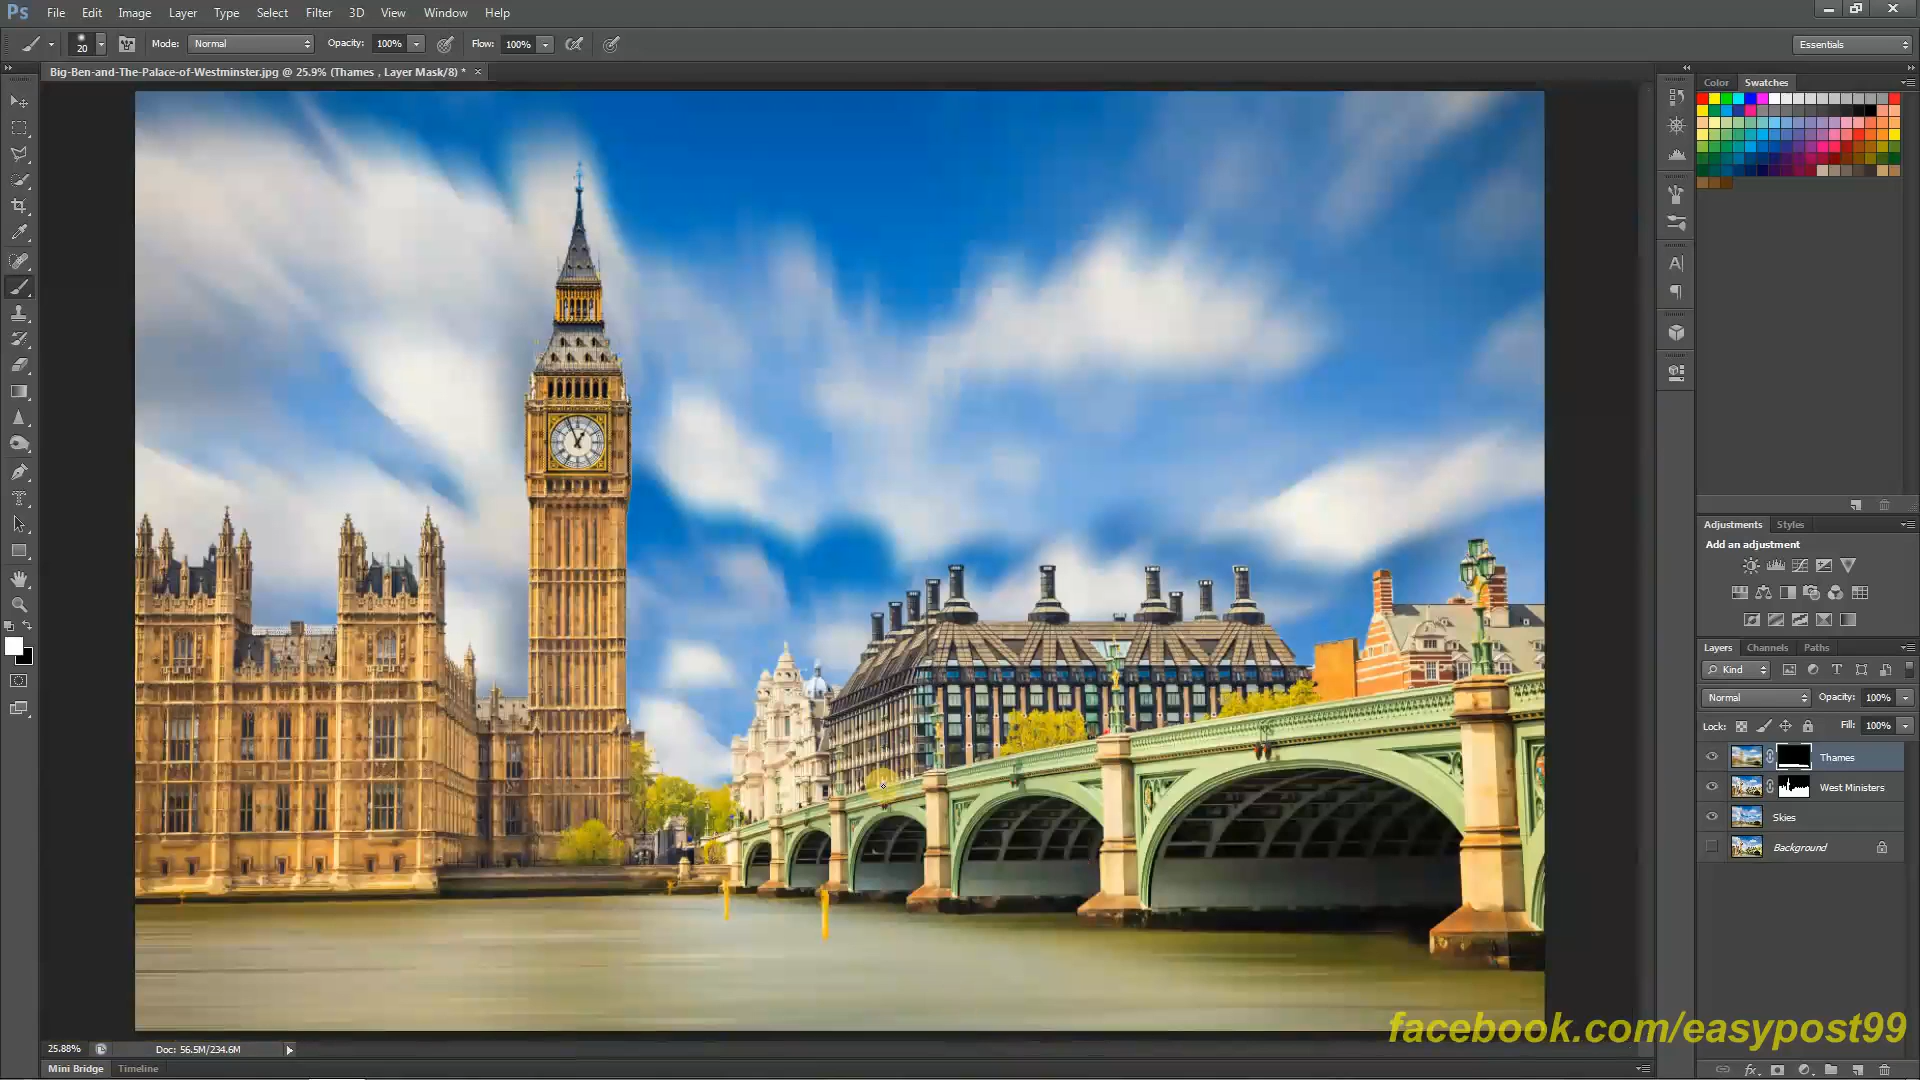 Ps File Edit Image Layer Type Select Filter 3D View Window Help
20 Mode: Normal Opacity: 100% Flow: 100% Essentials
Big-Ben-and-The-Palace-of-Westminster.jpg @ 25.9% (Thames , Layer Mask/8) *
Color Swatches
Adjustments Styles
Add an adjustment
Layers Channels Paths
Kind
Normal Opacity: 100%
Lock: Fill: 100%
Thames
West Ministers
Skies
Background
facebook.com/easypost99
25.88% Doc: 56.5M/234.6M
Mini Bridge Timeline